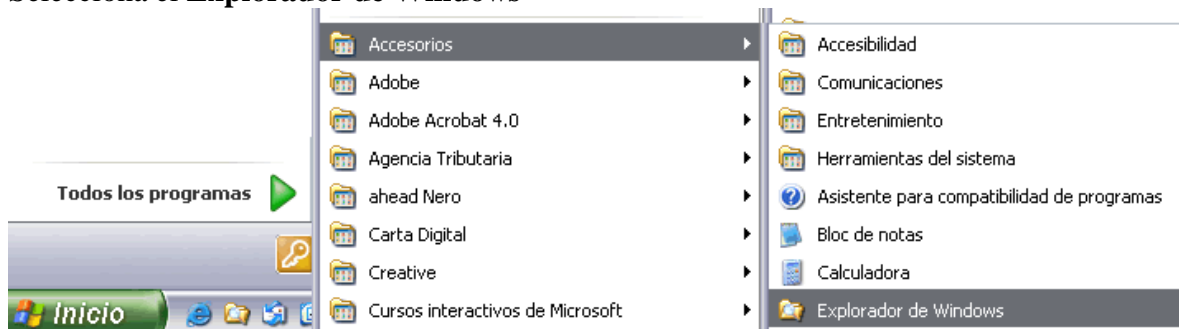 Selecciona el Explorador de Windows
Accesorios
Adobe
Adobe Acrobat 4.0
Agencia Tributaria
ahead Nero
Carta Digital
Creative
Cursos interactivos de Microsoft
Accesibilidad
Comunicaciones
Entretenimiento
Herramientas del sistema
Asistente para compatibilidad de programas
Bloc de notas
Calculadora
Explorador de Windows
Todos los programas
Inicio